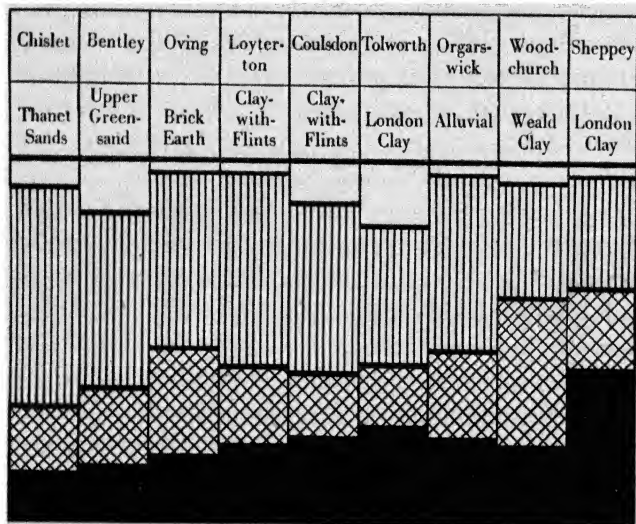 Chislet
Bentley
Oving
Loyter-
ton
Coulsdon
Tolworth
Orgars-
wick
Wood-
church
Sheppey
Thanet
Sands
Upper
Green-
sand
Brick
Earth
Clay-
with-
Flints
Clay-
with-
Flints
London
Clay
Alluvial
Weald
Clay
London
Clay